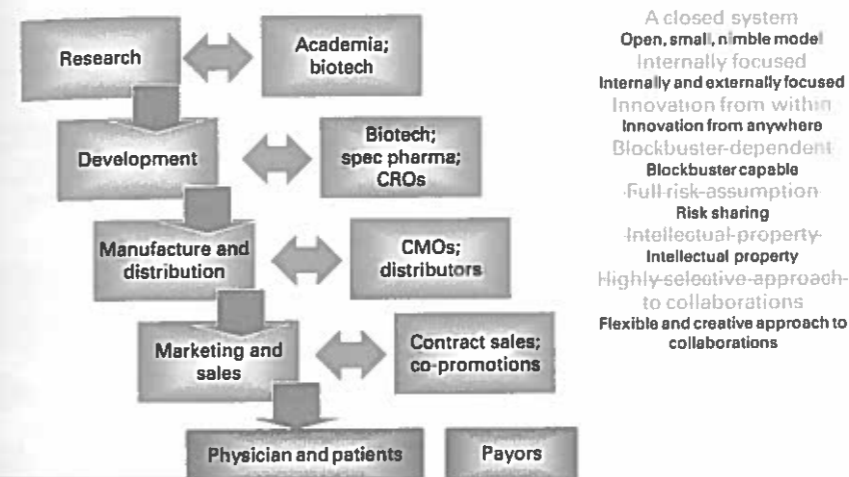 Research
Academia;
biotech
Development
Biotech;
spec pharma;
CROs
Manufacture and
distribution
CMOs;
distributors
Marketing and
sales
Contract sales;
co-promotions
Physician and patients
Payors
A closed system
Open, small, nimble model
Internally focused
Internally and externally focused
Innovation from within
Innovation from anywhere
Blockbuster-dependent
Blockbuster capable
Full risk-assumption
Risk sharing
Intellectual property
Intellectual property
Highly-selective-approach
to collaborations
Flexible and creative approach to
collaborations